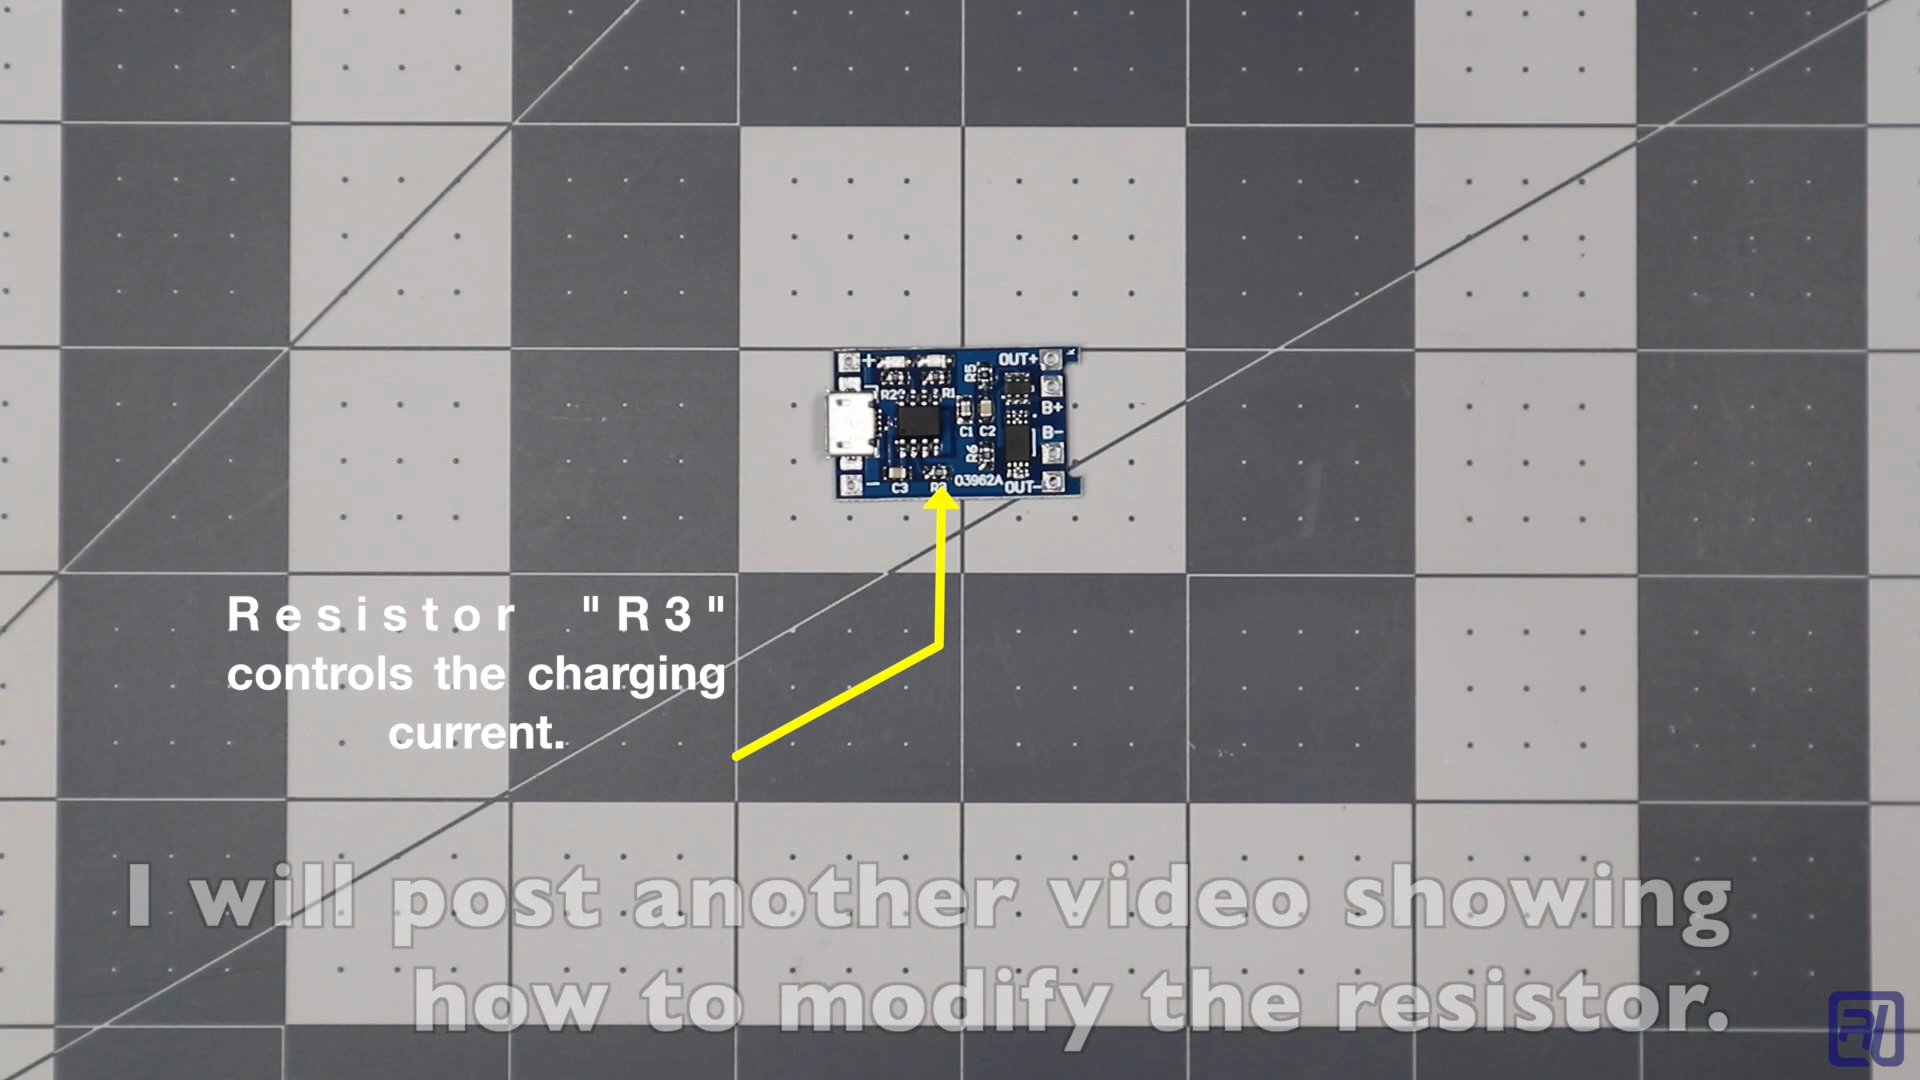 OUT+
+
R5
R2
R1
B+
C1 C2
B-
R6
-
C3
R3
03962A
OUT-
Resistor "R3"
controls the charging
current.
I will post another video showing
how to modify the resistor.